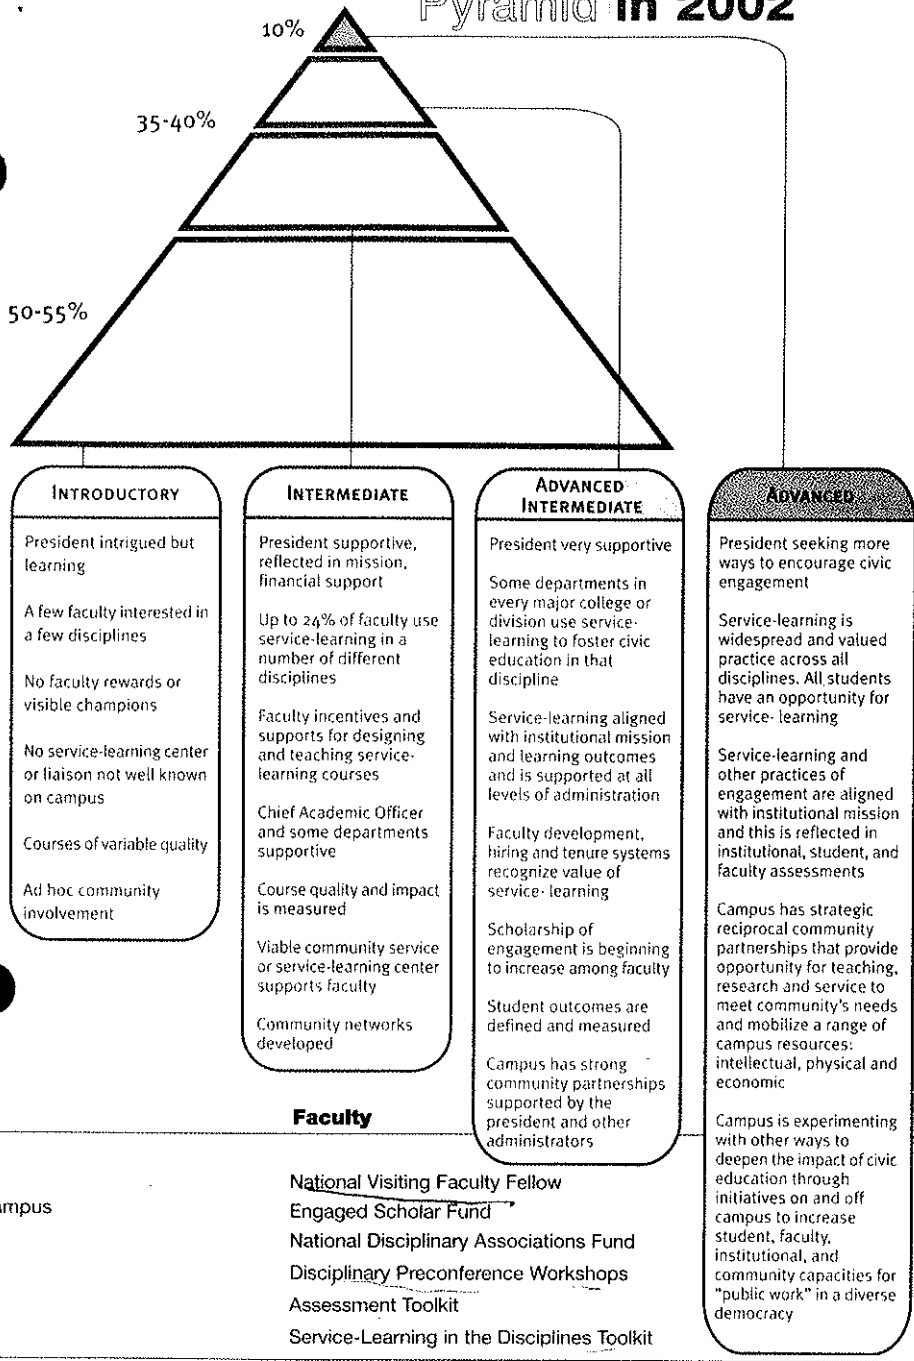 Pyramid in 2002
10%
35-40%
50-55%
INTRODUCTORY
President intrigued but
learning
A few faculty interested in
a few disciplines
No faculty rewards or
visible champions
No service-learning center
or liaison not well known
on campus
Courses of variable quality
Ad hoc community
involvement
INTERMEDIATE
President supportive,
reflected in mission,
financial support
Up to 24% of faculty use
service-learning in a
number of different
disciplines
Faculty incentives and
supports for designing
and teaching service-
learning courses
Chief Academic Officer
and some departments
supportive
Course quality and impact
is measured
Viable community service
or service-learning center
supports faculty
Community networks
developed
ADVANCED
INTERMEDIATE
President very supportive
Some departments in
every major college or
division use service-
learning to foster civic
education in that
discipline
Service-learning aligned
with institutional mission
and learning outcomes
and is supported at all
levels of administration
Faculty development,
hiring and tenure systems
recognize value of
service- learning
Scholarship of
engagement is beginning
to increase among faculty
Student outcomes are
defined and measured
Campus has strong
community partnerships
supported by the
president and other
administrators
ADVANCED
President seeking more
ways to encourage civic
engagement
Service-learning is
widespread and valued
practice across all
disciplines. All students
have an opportunity for
service- learning
Service-learning and
other practices of
engagement are aligned
with institutional mission
and this is reflected in
institutional, student, and
faculty assessments
Campus has strategic
reciprocal community
partnerships that provide
opportunity for teaching,
research and service to
meet community's needs
and mobilize a range of
campus resources:
intellectual, physical and
economic
Campus is experimenting
with other ways to
deepen the impact of civic
education through
initiatives on and off
campus to increase
student, faculty,
institutional, and
community capacities for
"public work" in a diverse
democracy
Faculty
National Visiting Faculty Fellow
Engaged Scholar Fund
National Disciplinary Associations Fund
Disciplinary Preconference Workshops
Assessment Toolkit
Service-Learning in the Disciplines Toolkit